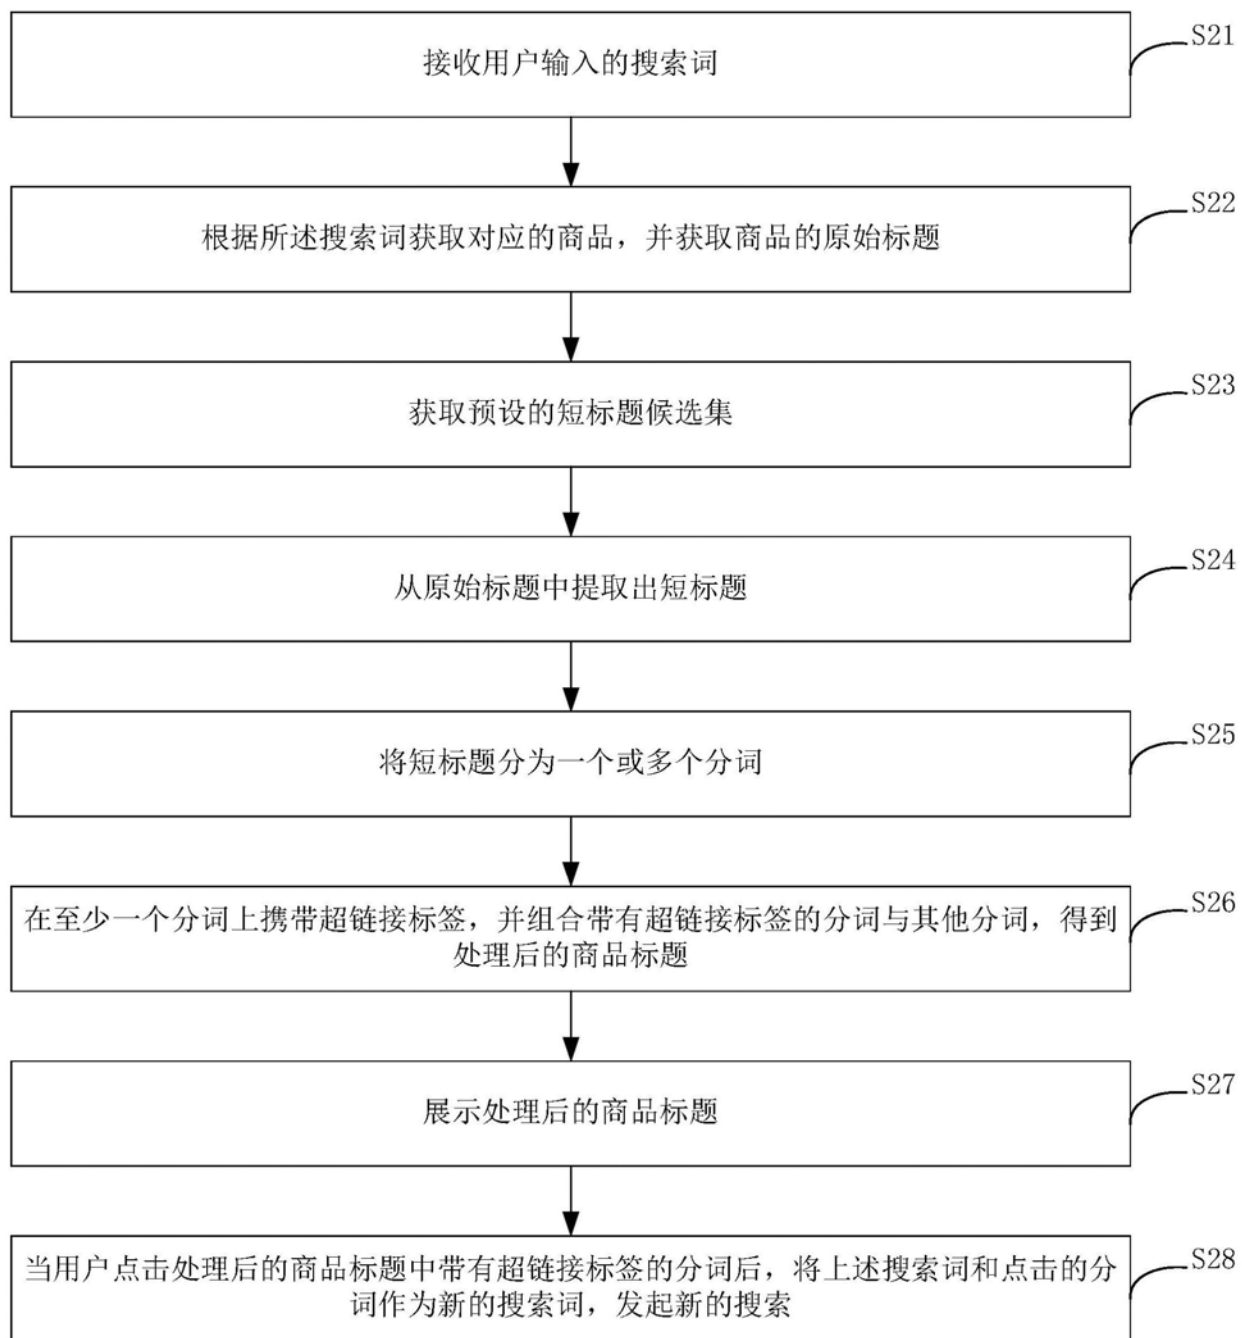 接收用户输入的搜索词
S21
根据所述搜索词获取对应的商品，并获取商品的原始标题
S22
获取预设的短标题候选集
S23
从原始标题中提取出短标题
S24
将短标题分为一个或多个分词
S25
在至少一个分词上携带超链接标签，并组合带有超链接标签的分词与其他分词，得到
处理后的商品标题
S26
展示处理后的商品标题
S27
当用户点击处理后的商品标题中带有超链接标签的分词后，将上述搜索词和点击的分
词作为新的搜索词，发起新的搜索
S28